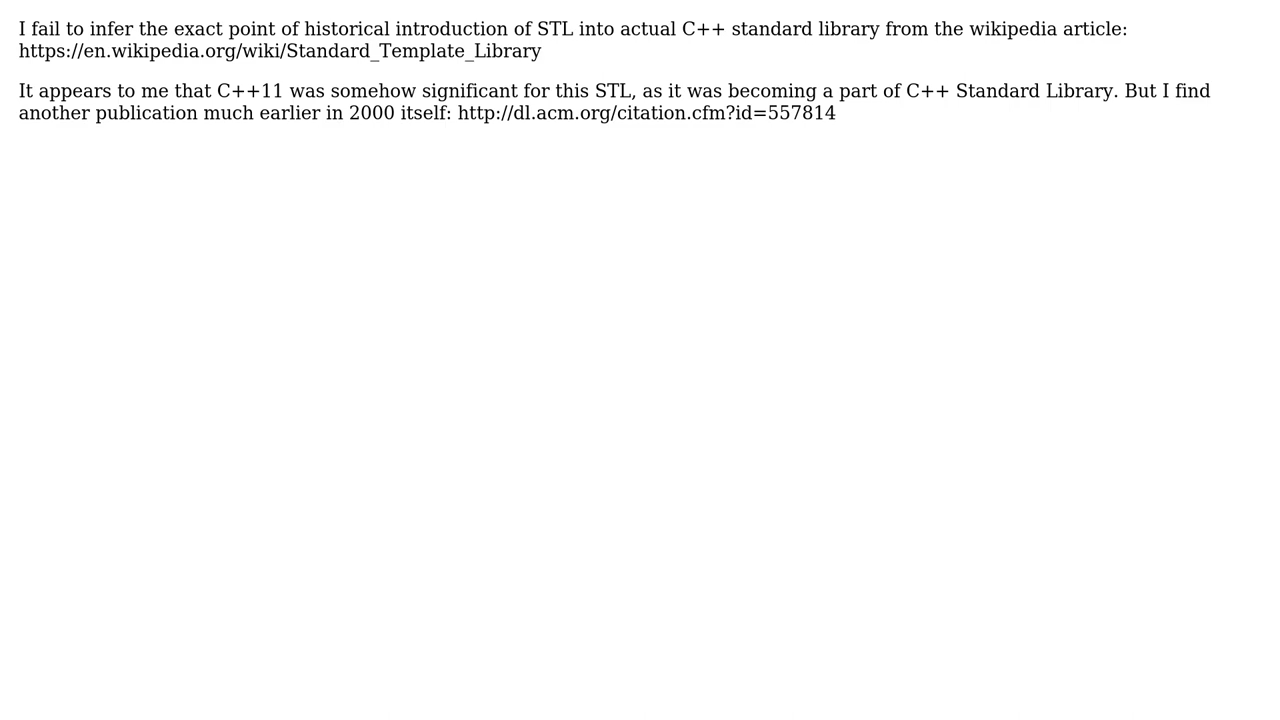 I fail to infer the exact point of historical introduction of STL into actual C++ standard library from the wikipedia article:
https://en.wikipedia.org/wiki/Standard_Template_Library
It appears to me that C++11 was somehow significant for this STL, as it was becoming a part of C++ Standard Library. But I find
another publication much earlier in 2000 itself: http://dl.acm.org/citation.cfm?id=557814